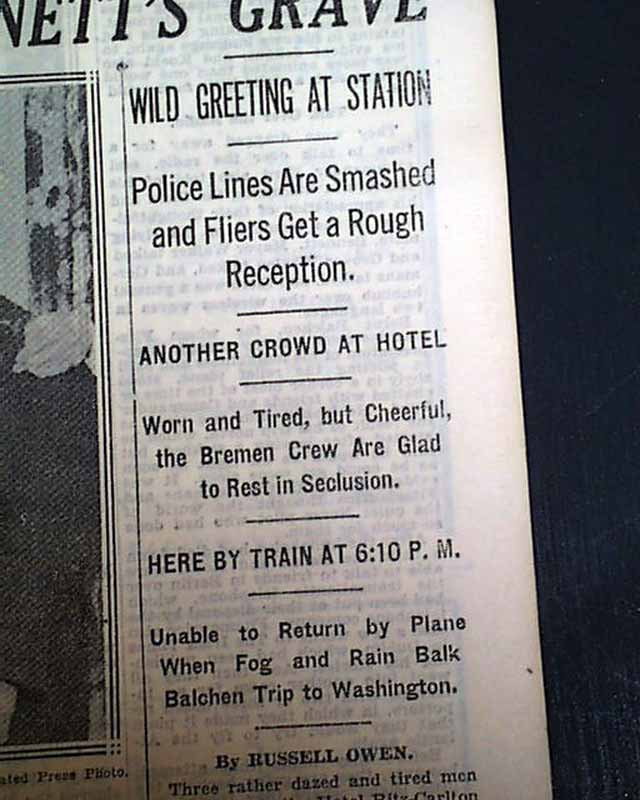 NETT'S GRAVE
WILD GREETING AT STATION
Police Lines Are Smashed
and Fliers Get a Rough
Reception.
ANOTHER CROWD AT HOTEL
Worn and Tired, but Cheerful,
the Bremen Crew Are Glad
to Rest in Seclusion.
HERE BY TRAIN AT 6:10 P. M.
Unable to Return by Plane
When Fog and Rain Balk
Balchen Trip to Washington.
ated Press Photo.
By RUSSELL OWEN.
Three rather dazed and tired men
Hotel Ritz-Carlton